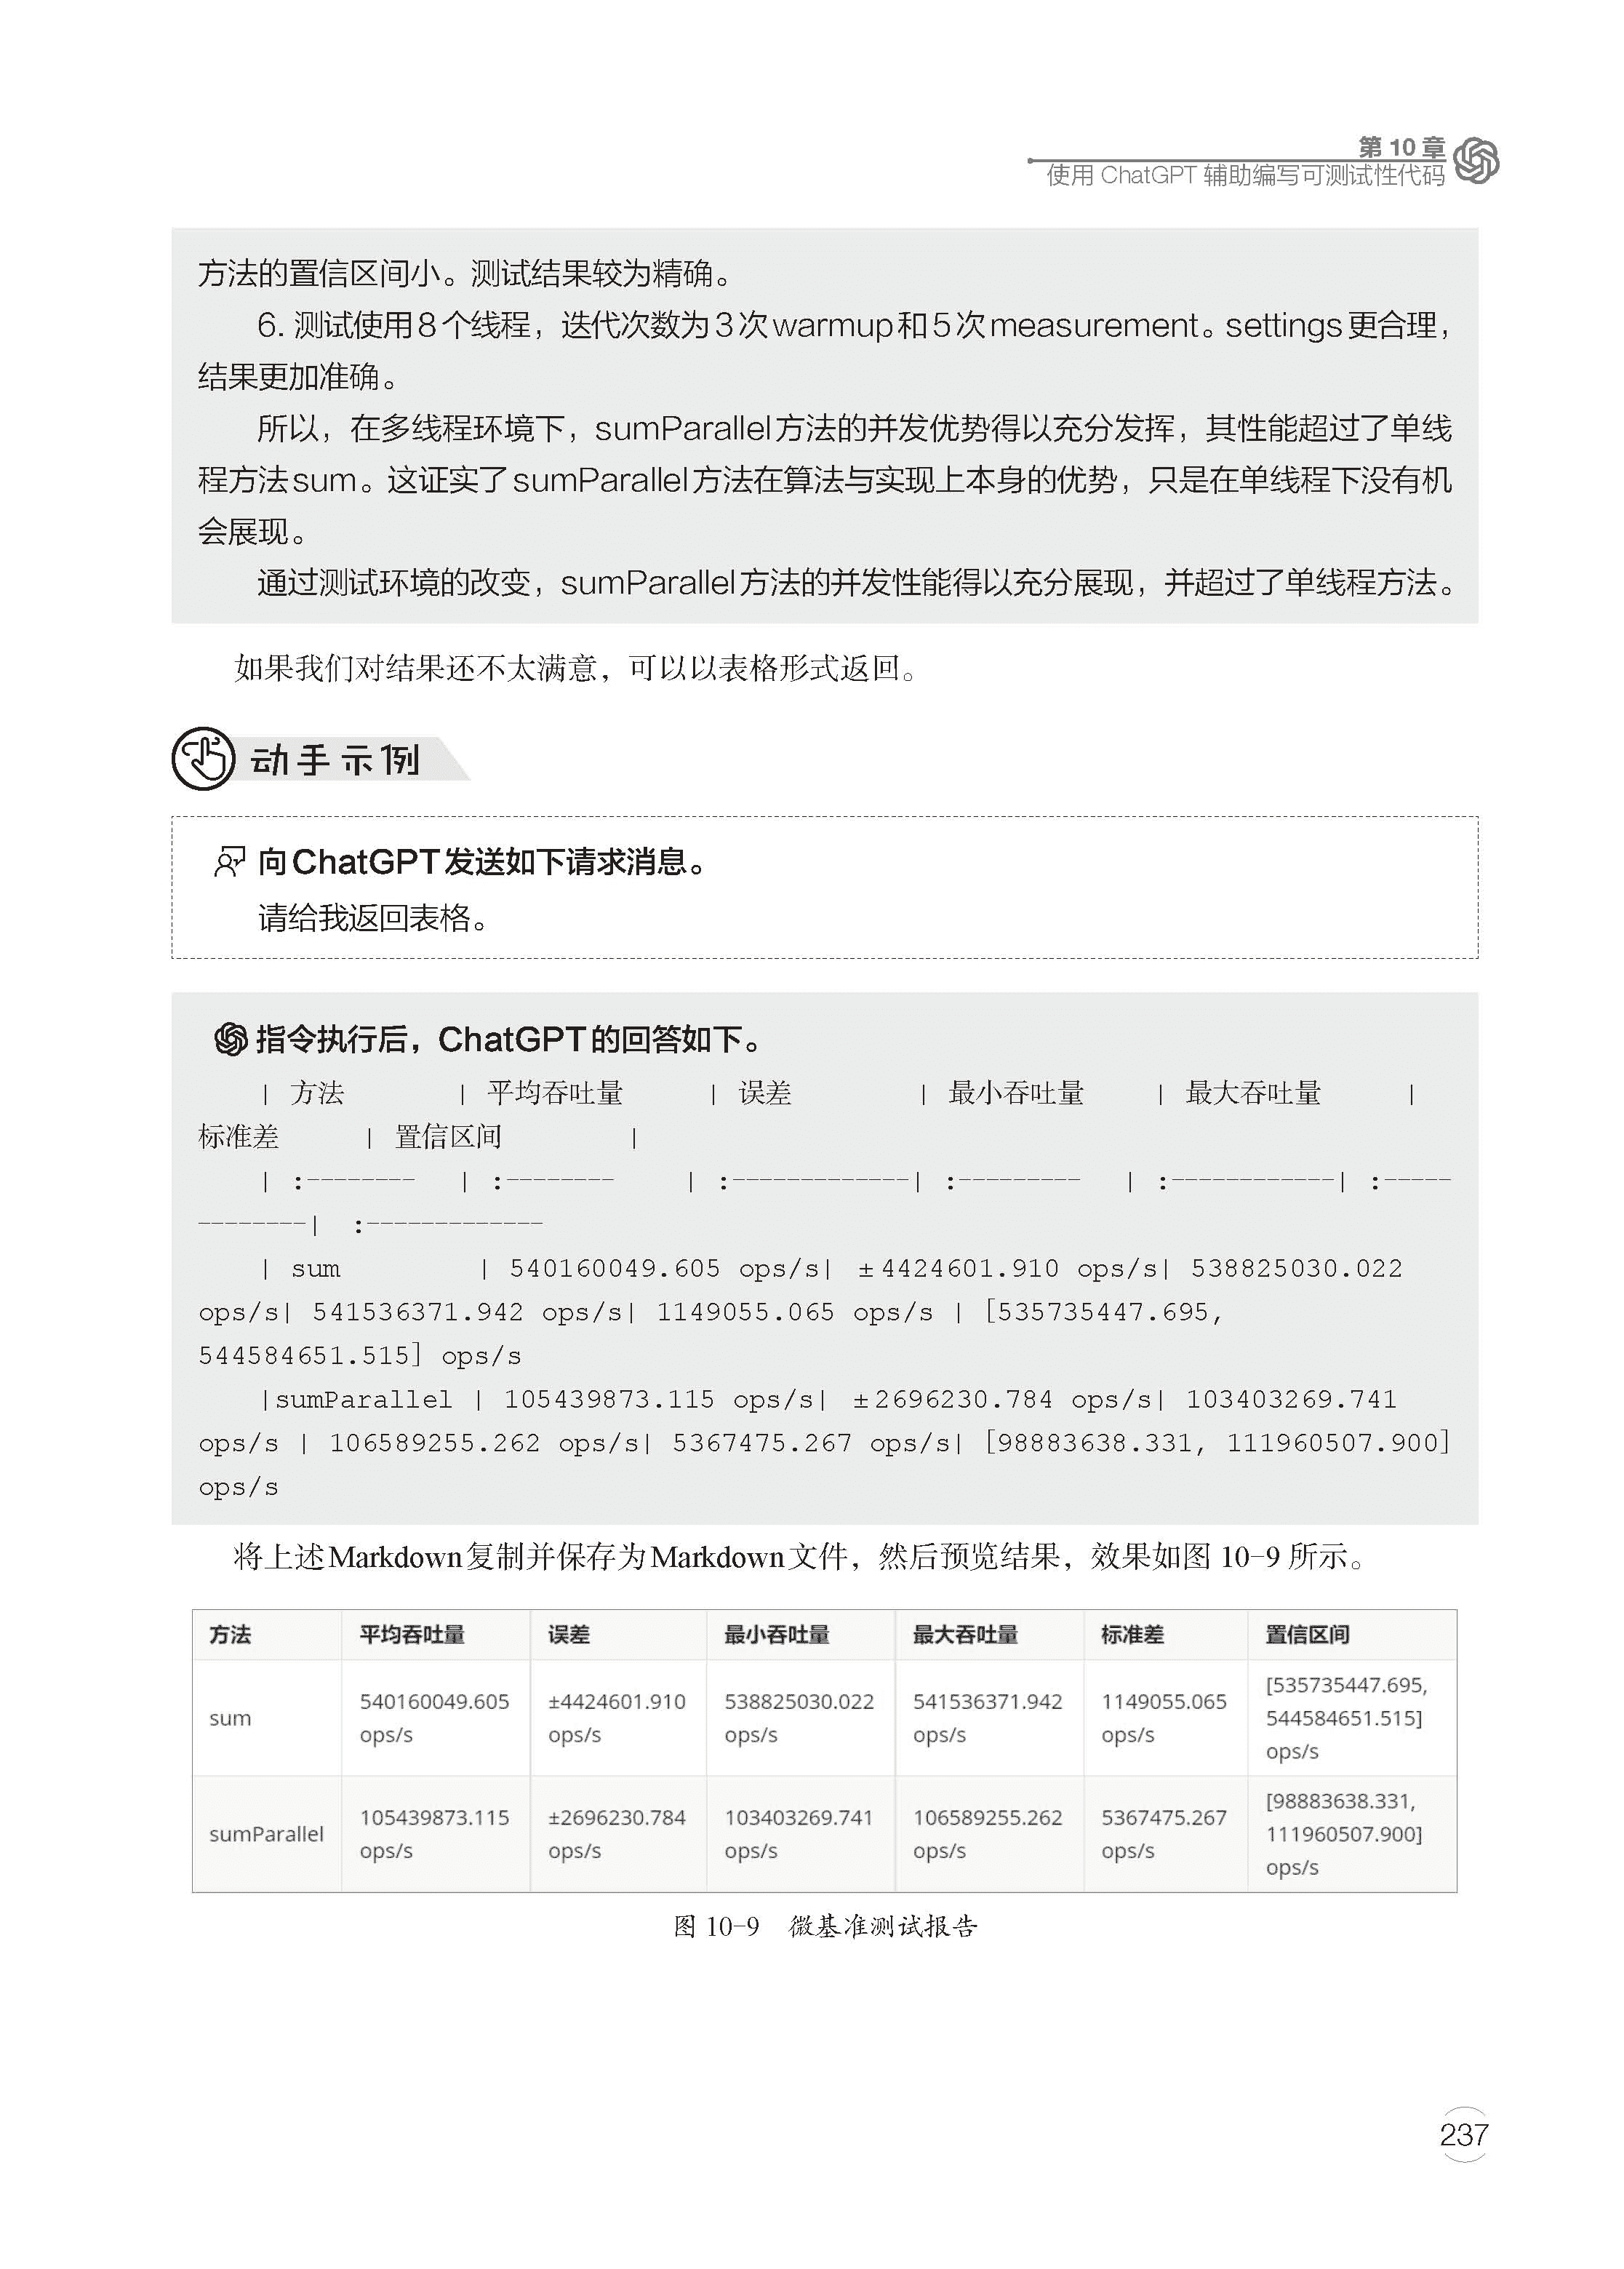 第 10 章
使用 ChatGPT 辅助编写可测试性代码
方法的置信区间小。测试结果较为精确。
6. 测试使用8个线程，迭代次数为3次warmup和5次measurement。settings更合理，
结果更加准确。
所以，在多线程环境下，sumParallel方法的并发优势得以充分发挥，其性能超过了单线
程方法sum。这证实了sumParallel方法在算法与实现上本身的优势，只是在单线程下没有机
会展现。
通过测试环境的改变，sumParallel方法的并发性能得以充分展现，并超过了单线程方法。
如果我们对结果还不太满意，可以以表格形式返回。
动手示例
向ChatGPT发送如下请求消息。
请给我返回表格。
指令执行后，ChatGPT的回答如下。
| 方法 | 平均吞吐量 | 误差 | 最小吞吐量 | 最大吞吐量 |
标准差 | 置信区间 |
| :-------- | :-------- | :-------------| :--------- | :------------| :-----
--------| :-------------
| sum | 540160049.605 ops/s| ±4424601.910 ops/s| 538825030.022
ops/s| 541536371.942 ops/s| 1149055.065 ops/s | [535735447.695,
544584651.515] ops/s
|sumParallel | 105439873.115 ops/s| ±2696230.784 ops/s| 103403269.741
ops/s | 106589255.262 ops/s| 5367475.267 ops/s| [98883638.331, 111960507.900]
ops/s
将上述Markdown复制并保存为Markdown文件，然后预览结果，效果如图 10-9 所示。
方法 平均吞吐量 误差 最小吞吐量 最大吞吐量 标准差 置信区间
sum 540160049.605 ops/s ±4424601.910 ops/s 538825030.022 ops/s 541536371.942 ops/s 1149055.065 ops/s [535735447.695, 544584651.515] ops/s
sumParallel 105439873.115 ops/s ±2696230.784 ops/s 103403269.741 ops/s 106589255.262 ops/s 5367475.267 ops/s [98883638.331, 111960507.900] ops/s
图 10-9 微基准测试报告
237